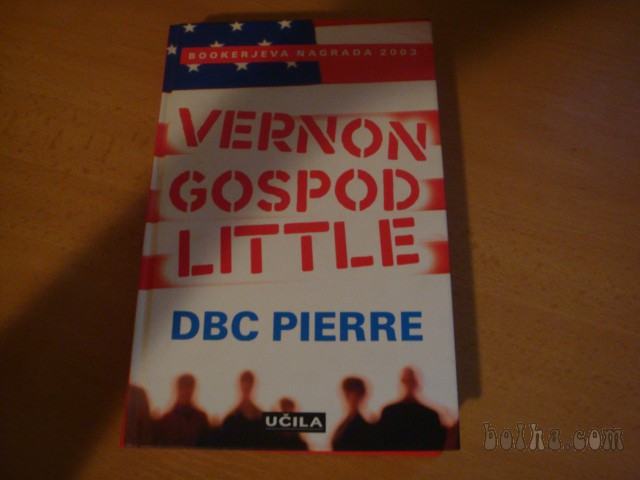 BOOKERJEVA NAGRADA 2003
VERNON
GOSPOD
LITTLE
DBC PIERRE
UČILA
bolha.com